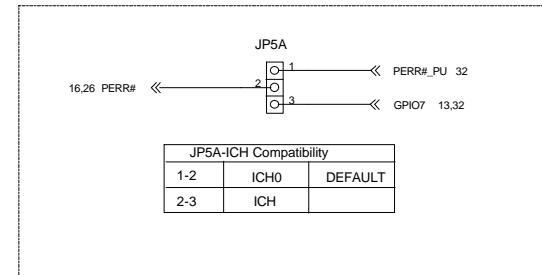 JP5A
1 PERR#_PU 32
16,26 PERR# 2
3 GPIO7 13,32
JP5A-ICH Compatibility
1-2 ICH0 DEFAULT
2-3 ICH